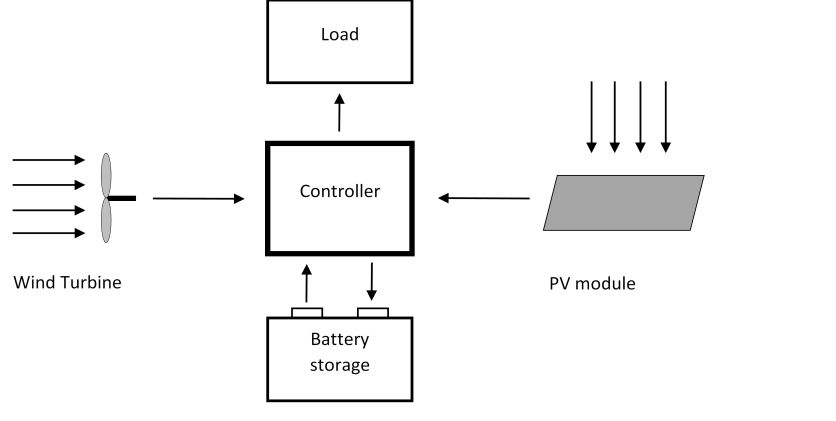 Load
Controller
Wind Turbine
PV module
Battery
storage